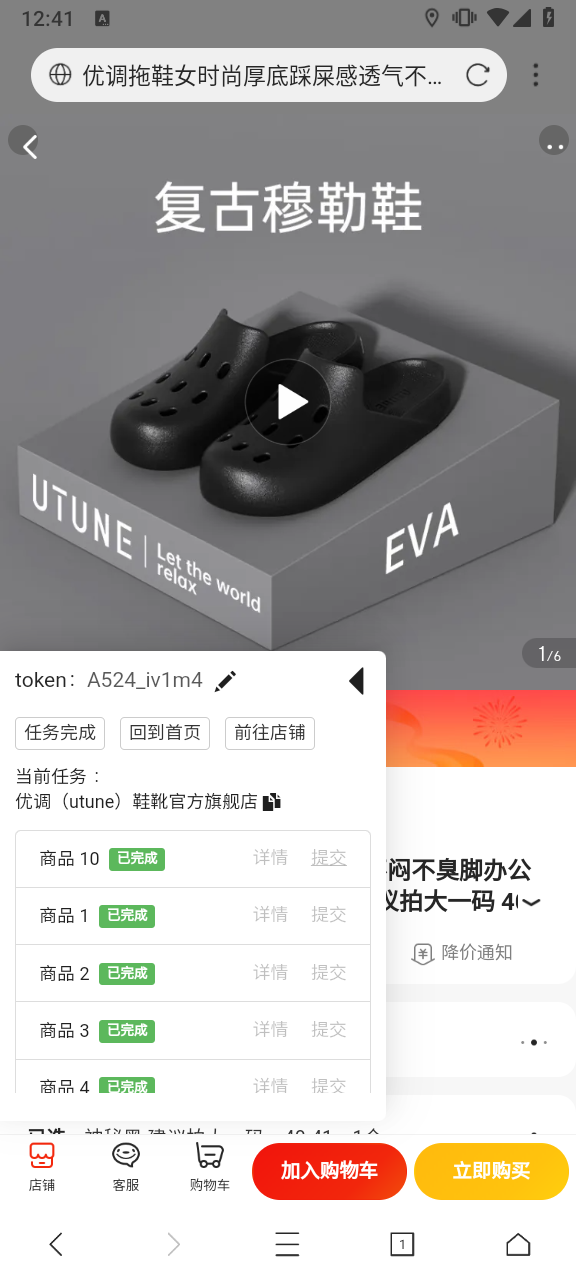 12:41
优调拖鞋女时尚厚底踩屎感透气不...
复古穆勒鞋
UTUNE
Let the world
relax
EVA
1/6
token: A524_iv1m4
任务完成 回到首页 前往店铺
当前任务：
优调（utune）鞋靴官方旗舰店
商品 10 已完成 详情 提交
商品 1 已完成 详情 提交
商品 2 已完成 详情 提交
商品 3 已完成 详情 提交
商品 4 已完成 详情 提交
闷不臭脚办公
议拍大一码 4
降价通知
店铺 客服 购物车 加入购物车 立即购买
1